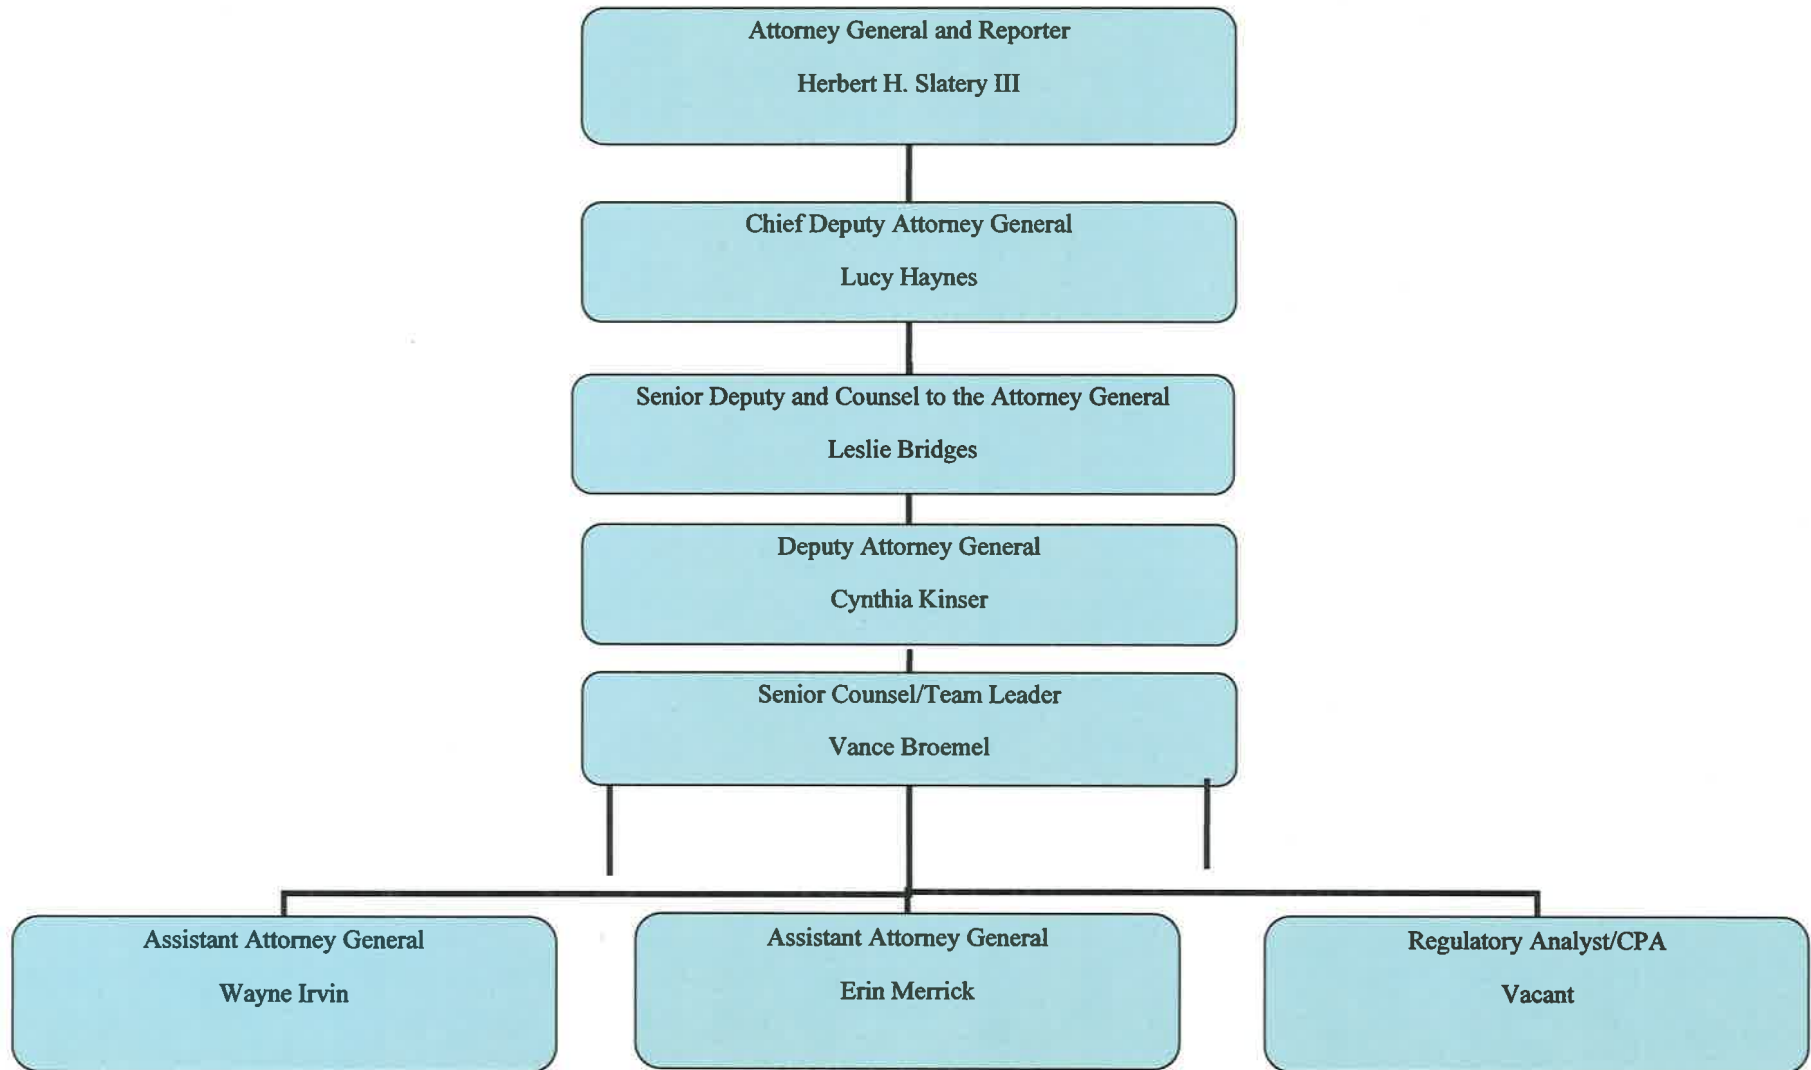 Attorney General and Reporter
Herbert H. Slatery III
Chief Deputy Attorney General
Lucy Haynes
Senior Deputy and Counsel to the Attorney General
Leslie Bridges
Deputy Attorney General
Cynthia Kinser
Senior Counsel/Team Leader
Vance Broemel
Assistant Attorney General
Wayne Irvin
Assistant Attorney General
Erin Merrick
Regulatory Analyst/CPA
Vacant